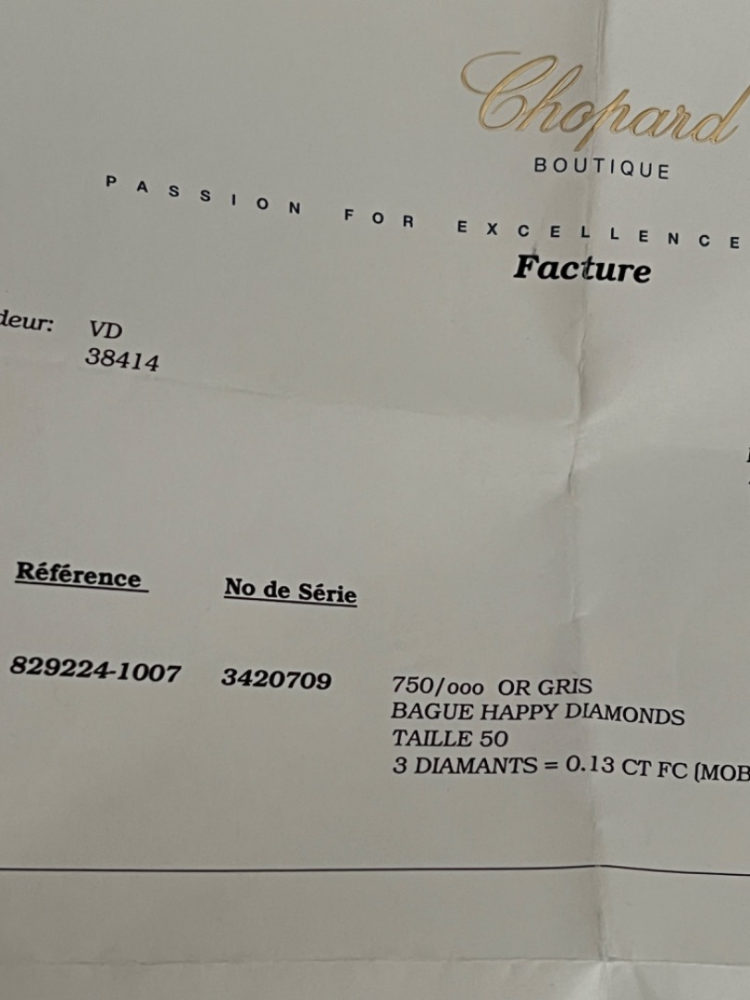 Chopard
BOUTIQUE
PASSION FOR EXCELLENCE
Facture
deur: VD
38414
Référence No de Série
829224-1007 3420709 750/ooo OR GRIS
BAGUE HAPPY DIAMONDS
TAILLE 50
3 DIAMANTS = 0.13 CT FC (MOB